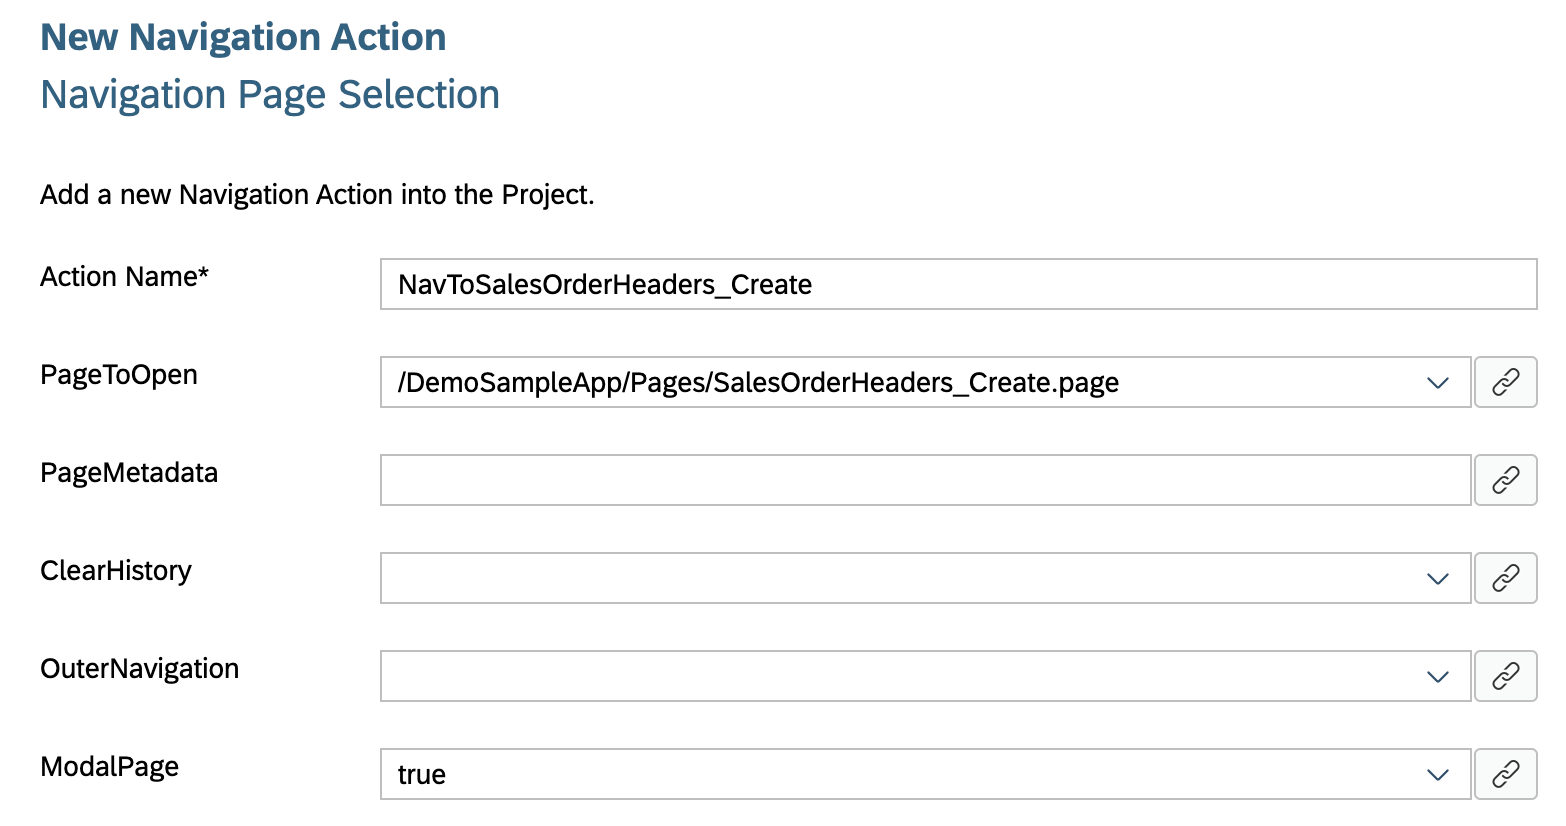 New Navigation Action
Navigation Page Selection
Add a new Navigation Action into the Project.
Action Name*
NavToSalesOrderHeaders_Create
PageToOpen
/DemoSampleApp/Pages/SalesOrderHeaders_Create.page
PageMetadata
ClearHistory
OuterNavigation
ModalPage
true